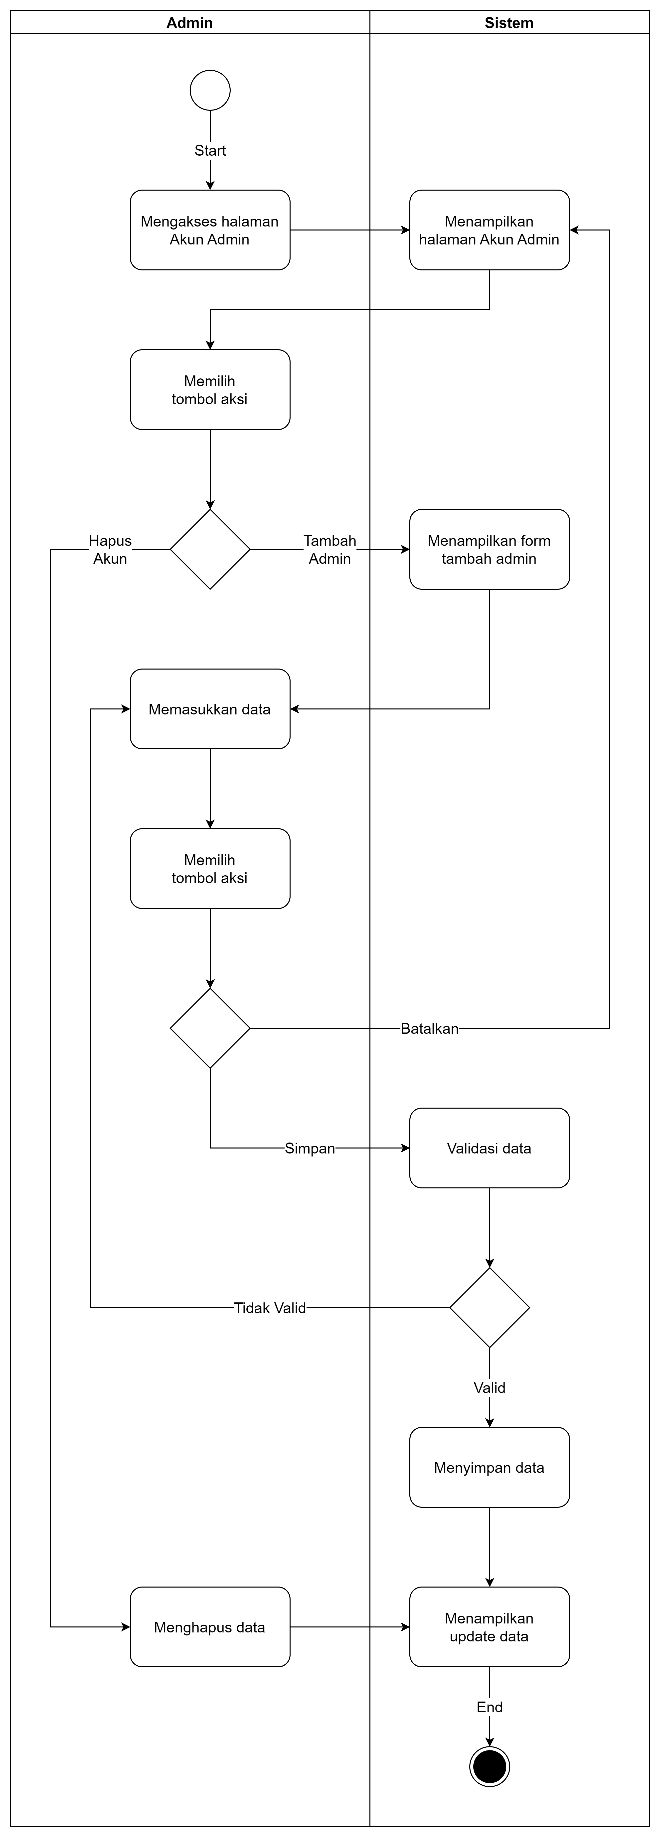 Admin
Sistem
Start
Mengakses halaman
Akun Admin
Menampilkan
halaman Akun Admin
Memilih
tombol aksi
Hapus
Akun
Tambah
Admin
Menampilkan form
tambah admin
Memasukkan data
Memilih
tombol aksi
Batalkan
Simpan
Validasi data
Tidak Valid
Valid
Menyimpan data
Menghapus data
Menampilkan
update data
End